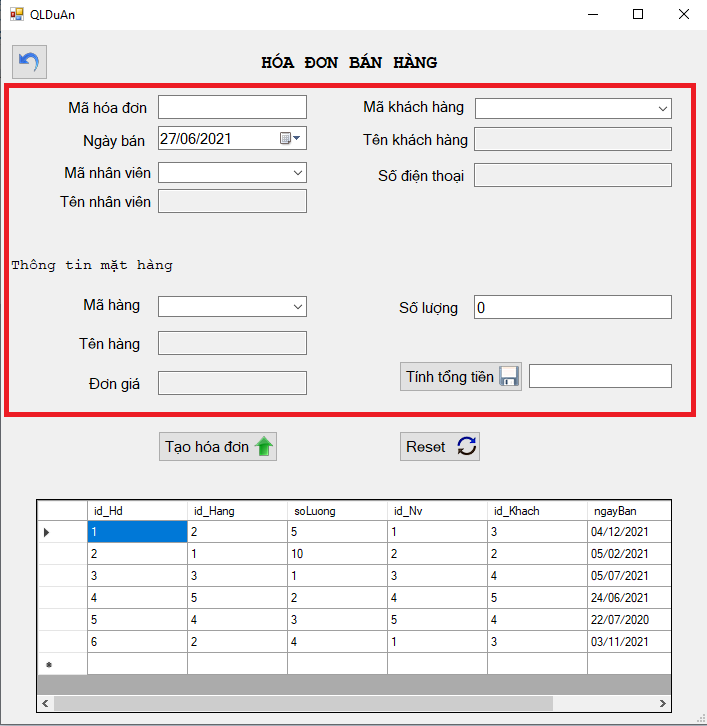 QLDuAn
HÓA ĐƠN BÁN HÀNG
Mã hóa đơn
Mã khách hàng
Ngày bán 27/06/2021
Tên khách hàng
Mã nhân viên
Số điện thoại
Tên nhân viên
Thông tin mặt hàng
Mã hàng
Số lượng 0
Tên hàng
Đơn giá
Tính tổng tiền
Tạo hóa đơn
Reset
id_Hd id_Hang soLuong id_Nv id_Khach ngayBan
1 2 5 1 3 04/12/2021
2 1 10 2 2 05/02/2021
3 3 1 3 4 05/07/2021
4 5 2 4 5 24/06/2021
5 4 3 5 4 22/07/2020
6 2 4 1 3 03/11/2021